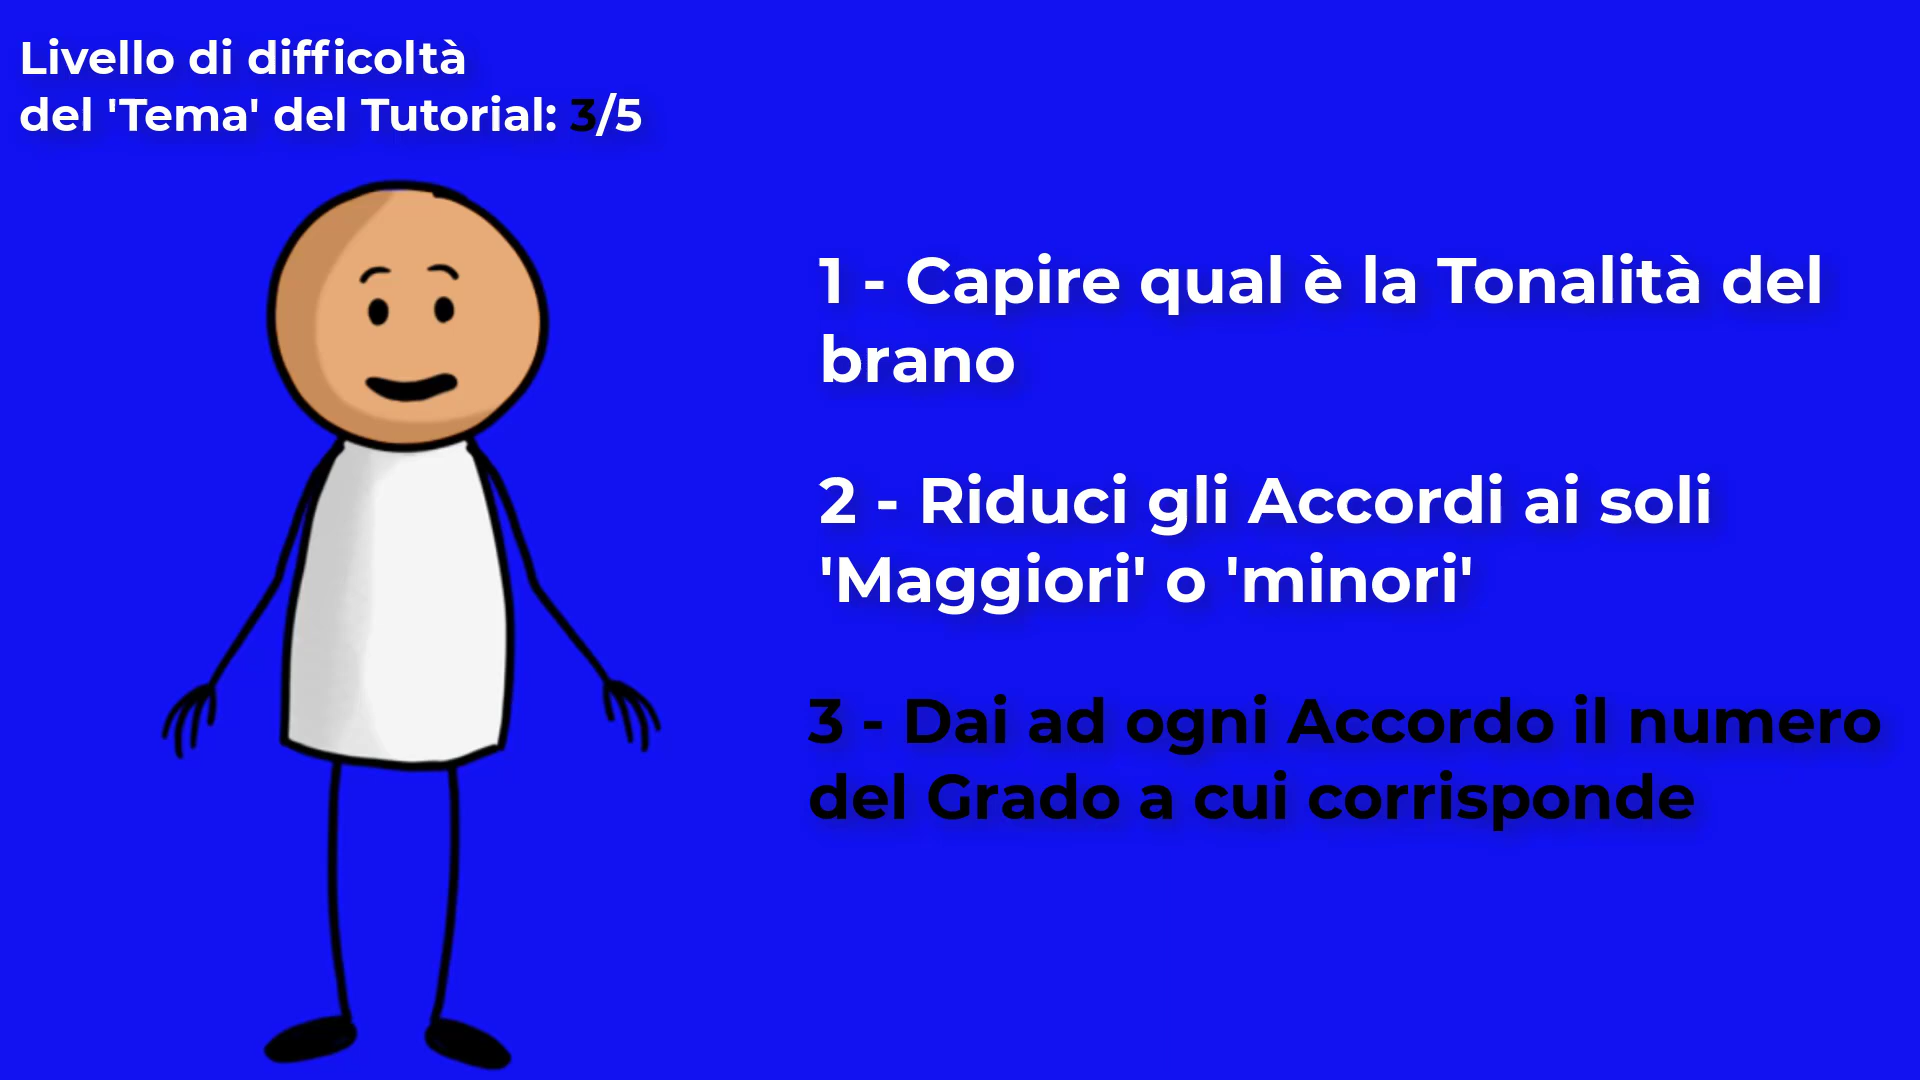 Livello di difficoltà
del 'Tema' del Tutorial: 3/5
1 - Capire qual è la Tonalità del
brano
2 - Riduci gli Accordi ai soli
'Maggiori' o 'minori'
3 - Dai ad ogni Accordo il numero
del Grado a cui corrisponde